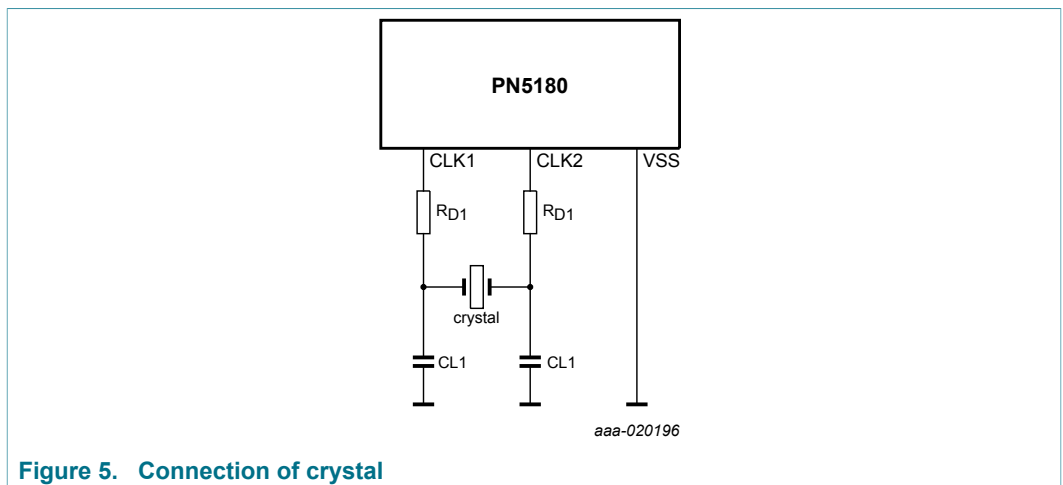 PN5180
CLK1 CLK2 VSS
RD1 RD1
crystal
CL1 CL1
aaa-020196
Figure 5. Connection of crystal